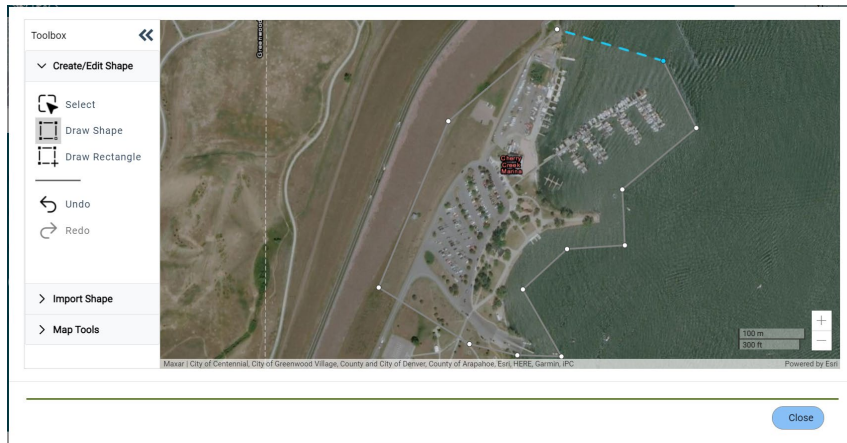 Toolbox
Create/Edit Shape
Select
Draw Shape
Draw Rectangle
Undo
Redo
Import Shape
Map Tools
Greenwood
Cherry
Creek
Marina
100 m
300 ft
Maxar | City of Centennial, City of Greenwood Village, County and City of Denver, County of Arapahoe, Esri, HERE, Garmin, iPC
Powered by Esri
Close